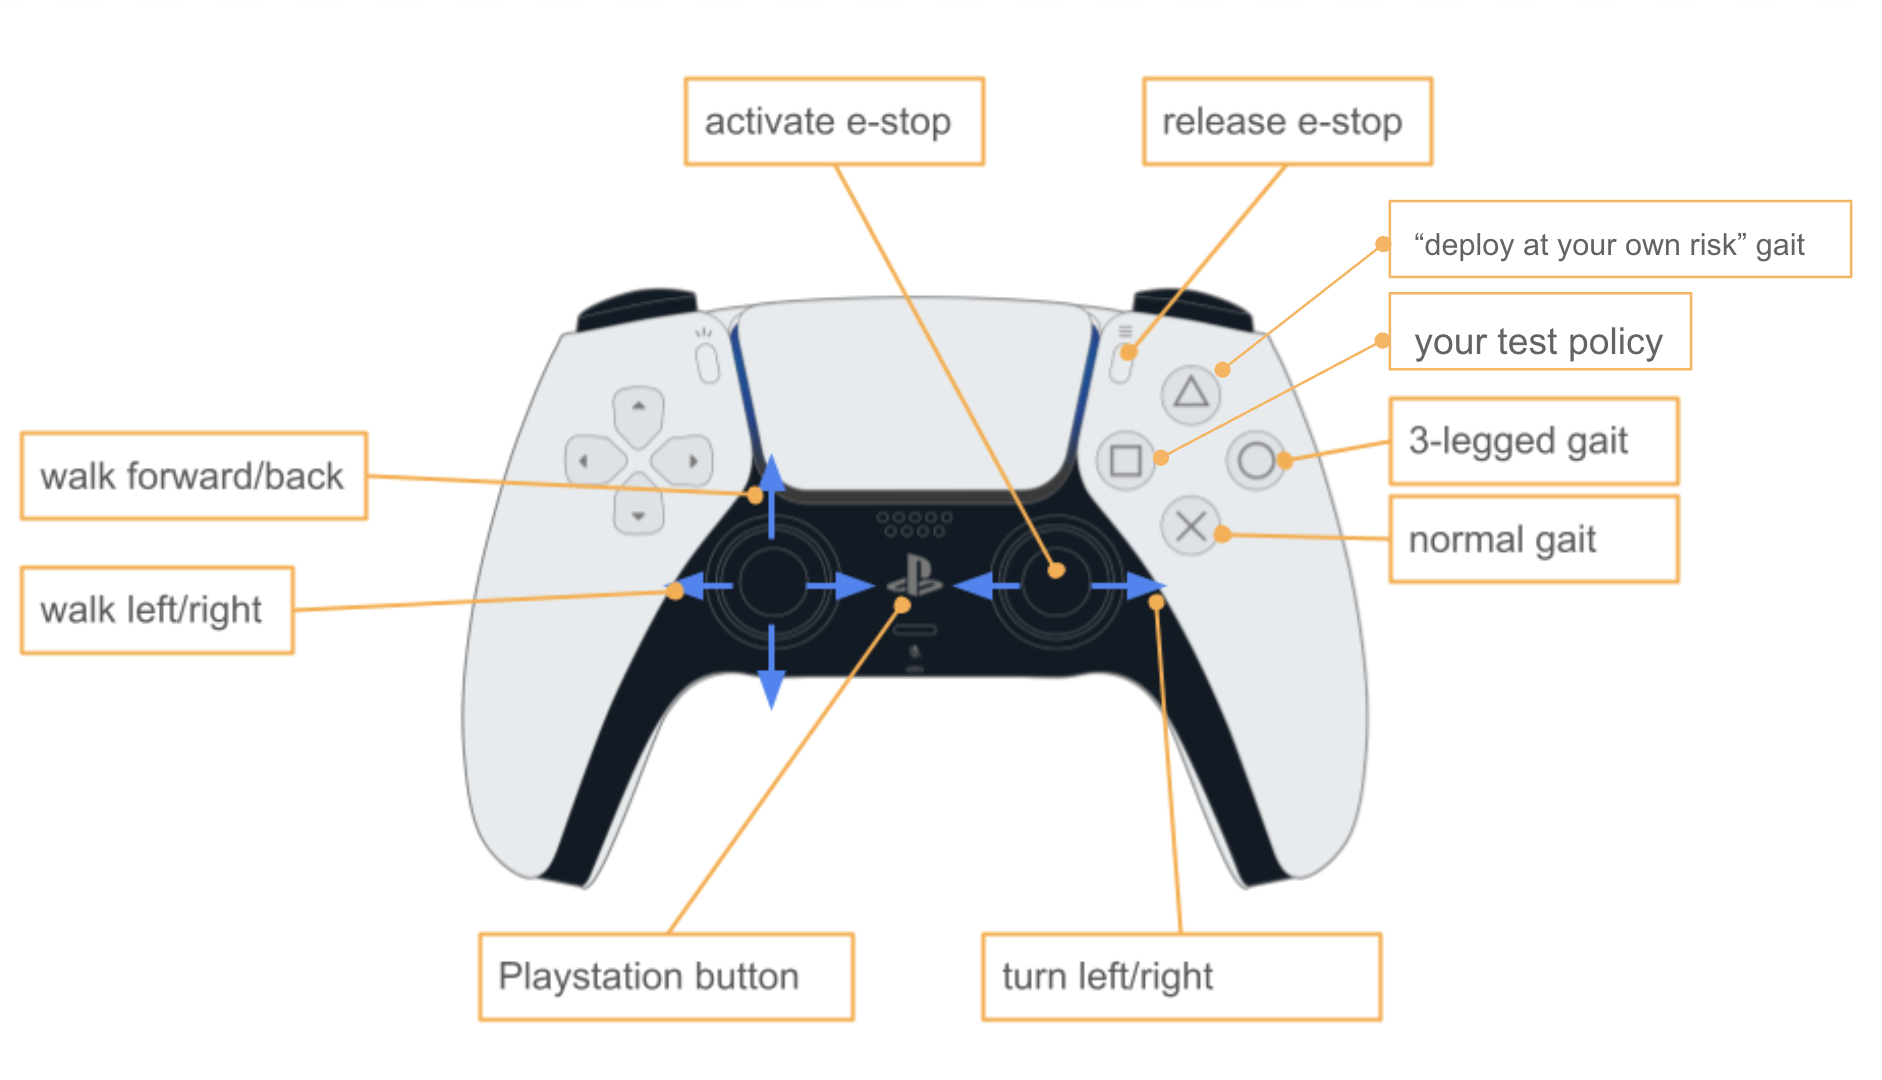 activate e-stop
release e-stop
“deploy at your own risk” gait
your test policy
3-legged gait
walk forward/back
normal gait
walk left/right
Playstation button
turn left/right